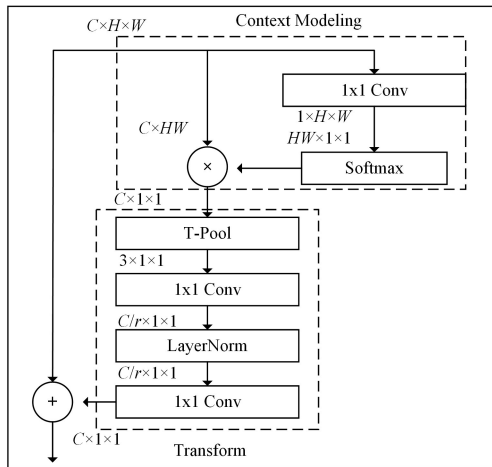 C×H×W
Context Modeling
1x1 Conv
1×H×W
C×HW
HW×1×1
×
Softmax
C×1×1
T-Pool
3×1×1
1x1 Conv
C/r×1×1
LayerNorm
C/r×1×1
1x1 Conv
+
C×1×1
Transform